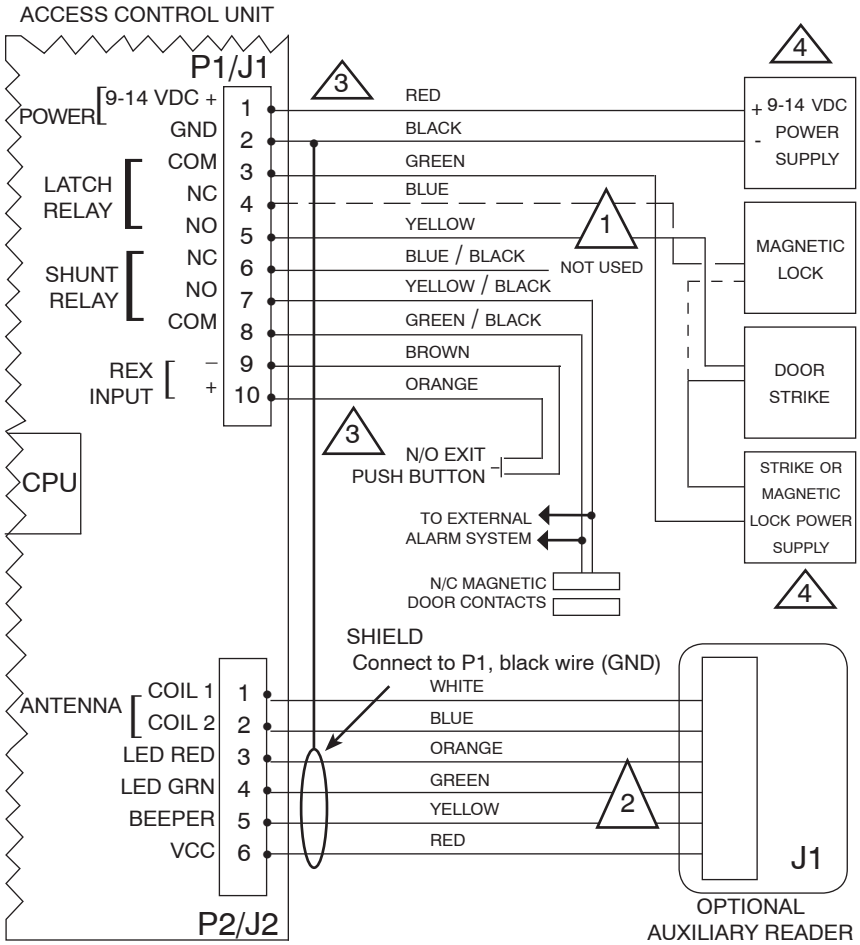 ACCESS CONTROL UNIT
P1/J1
POWER
9-14 VDC +
GND
LATCH
RELAY
COM
NC
NO
SHUNT
RELAY
NC
NO
COM
REX
INPUT
–
+
1
2
3
4
5
6
7
8
9
10
3
RED
BLACK
GREEN
BLUE
YELLOW
BLUE / BLACK
YELLOW / BLACK
GREEN / BLACK
BROWN
ORANGE
1
NOT USED
4
+ 9-14 VDC
- POWER
SUPPLY
MAGNETIC
LOCK
DOOR
STRIKE
STRIKE OR
MAGNETIC
LOCK POWER
SUPPLY
4
3
N/O EXIT
PUSH BUTTON
CPU
TO EXTERNAL
ALARM SYSTEM
N/C MAGNETIC
DOOR CONTACTS
SHIELD
Connect to P1, black wire (GND)
ANTENNA
COIL 1
COIL 2
LED RED
LED GRN
BEEPER
VCC
1
2
3
4
5
6
WHITE
BLUE
ORANGE
GREEN
YELLOW
RED
2
J1
P2/J2
OPTIONAL
AUXILIARY READER